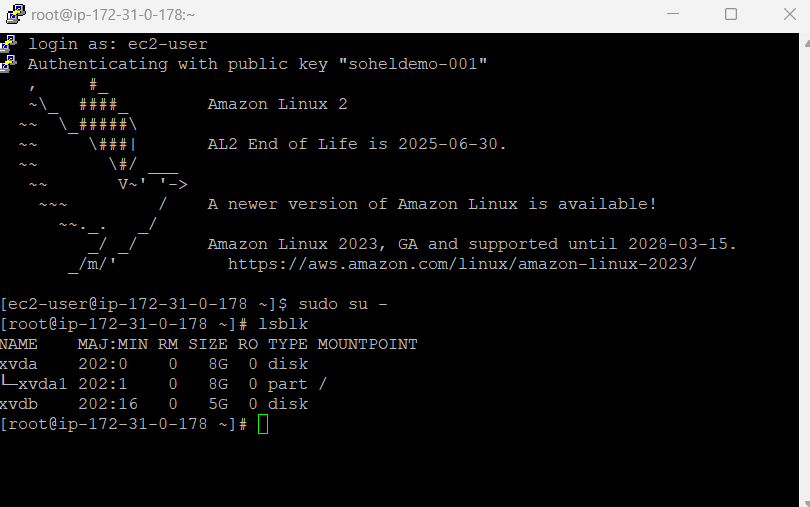 root@ip-172-31-0-178:~
login as: ec2-user
Authenticating with public key "soheldemo-001"
   ,     #_
   ~\_  ####_        Amazon Linux 2
  ~~  \_#####\
  ~~     \###|       AL2 End of Life is 2025-06-30.
  ~~       \#/ ___
   ~~       V~' '->
    ~~~         /    A newer version of Amazon Linux is available!
      ~~._.   _/
         _/ _/       Amazon Linux 2023, GA and supported until 2028-03-15.
       _/m/'           https://aws.amazon.com/linux/amazon-linux-2023/
[ec2-user@ip-172-31-0-178 ~]$ sudo su -
[root@ip-172-31-0-178 ~]# lsblk
NAME    MAJ:MIN RM SIZE RO TYPE MOUNTPOINT
xvda    202:0    0   8G  0 disk
└─xvda1 202:1    0   8G  0 part /
xvdb    202:16   0   5G  0 disk
[root@ip-172-31-0-178 ~]#